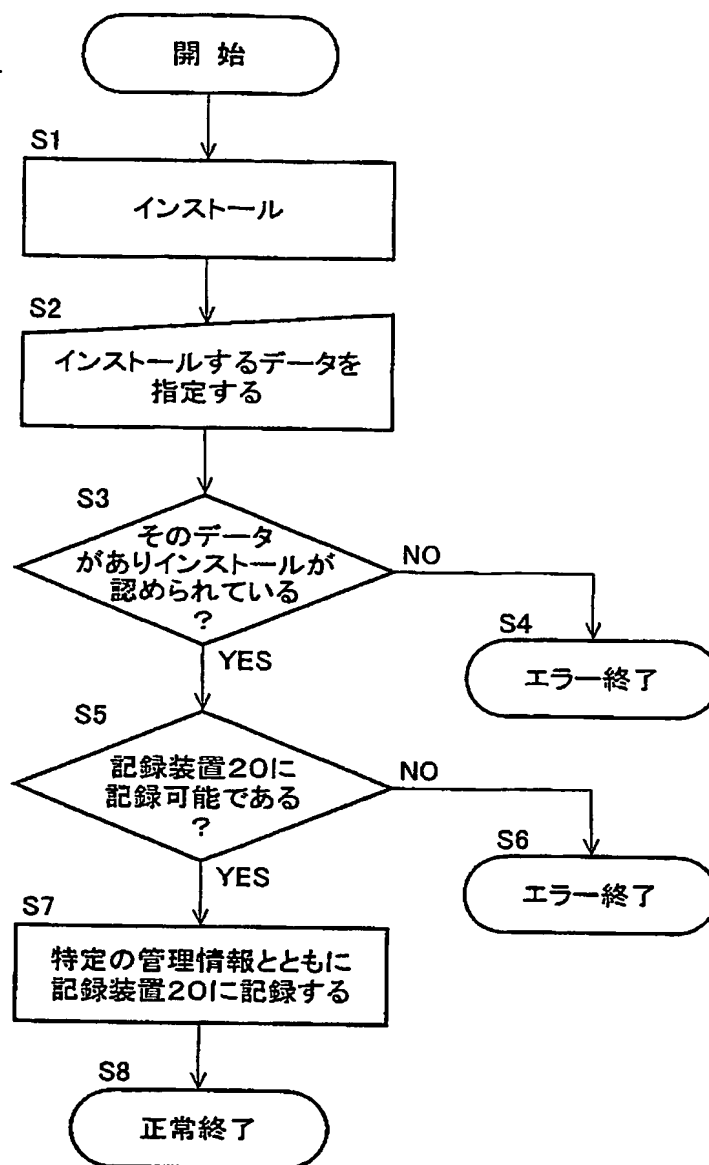 開 始
S1
インストール
S2
インストールするデータを
指定する
S3
そのデータ
がありインストールが
認められている
?
NO
YES
S4
エラー終了
S5
記録装置20に
記録可能である
?
NO
YES
S6
エラー終了
S7
特定の管理情報とともに
記録装置20に記録する
S8
正常終了